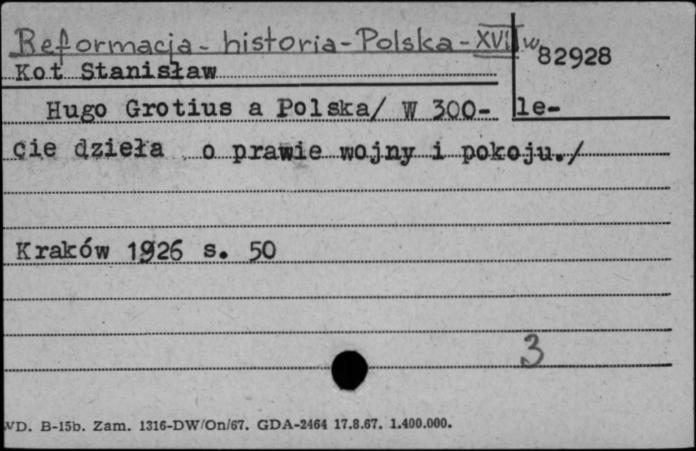 Reformacja - historia - Polska - XVII w
82928
Kot Stanisław
Hugo Grotius a Polska/ W 300- le-
cie dzieła o prawie wojny i pokoju./
Kraków 1926 s. 50
3
WD. B-15b. Zam. 1316-DW/On/67. GDA-2464 17.8.67. 1.400.000.